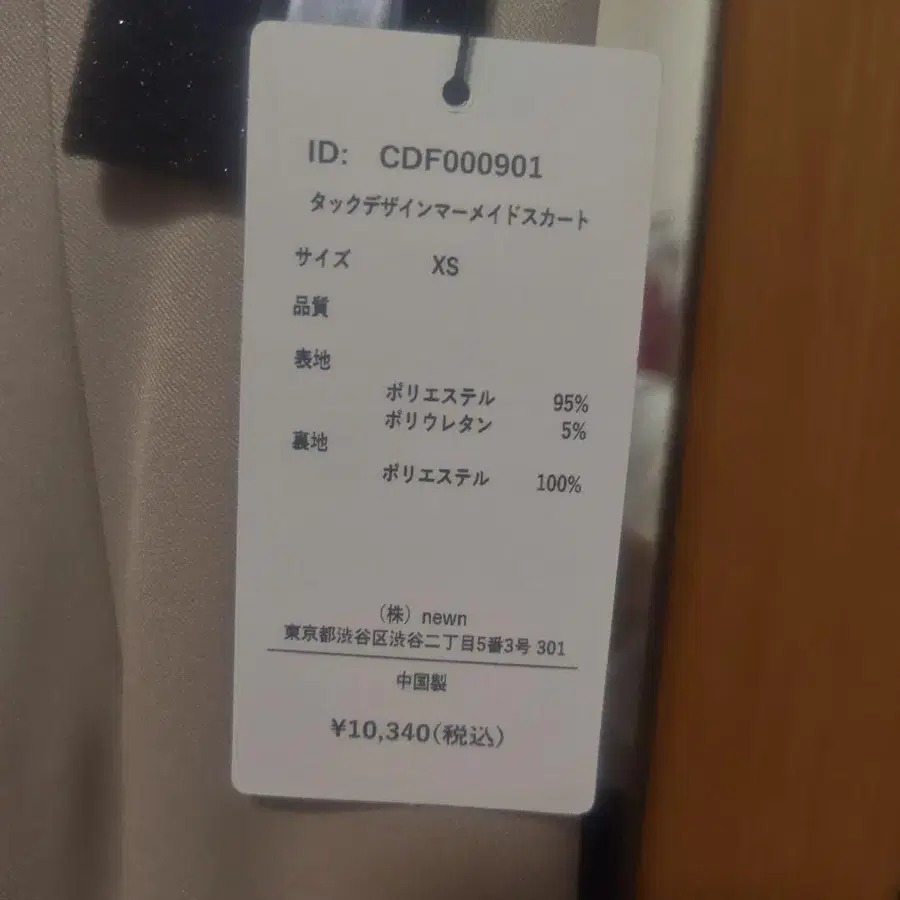 ID: CDF000901
タックデザインマーメイドスカート
サイズ XS
品質
表地
ポリエステル 95%
ポリウレタン 5%
裏地
ポリエステル 100%
（株）newn
東京都渋谷区渋谷二丁目5番3号 301
中国製
¥10,340(税込)